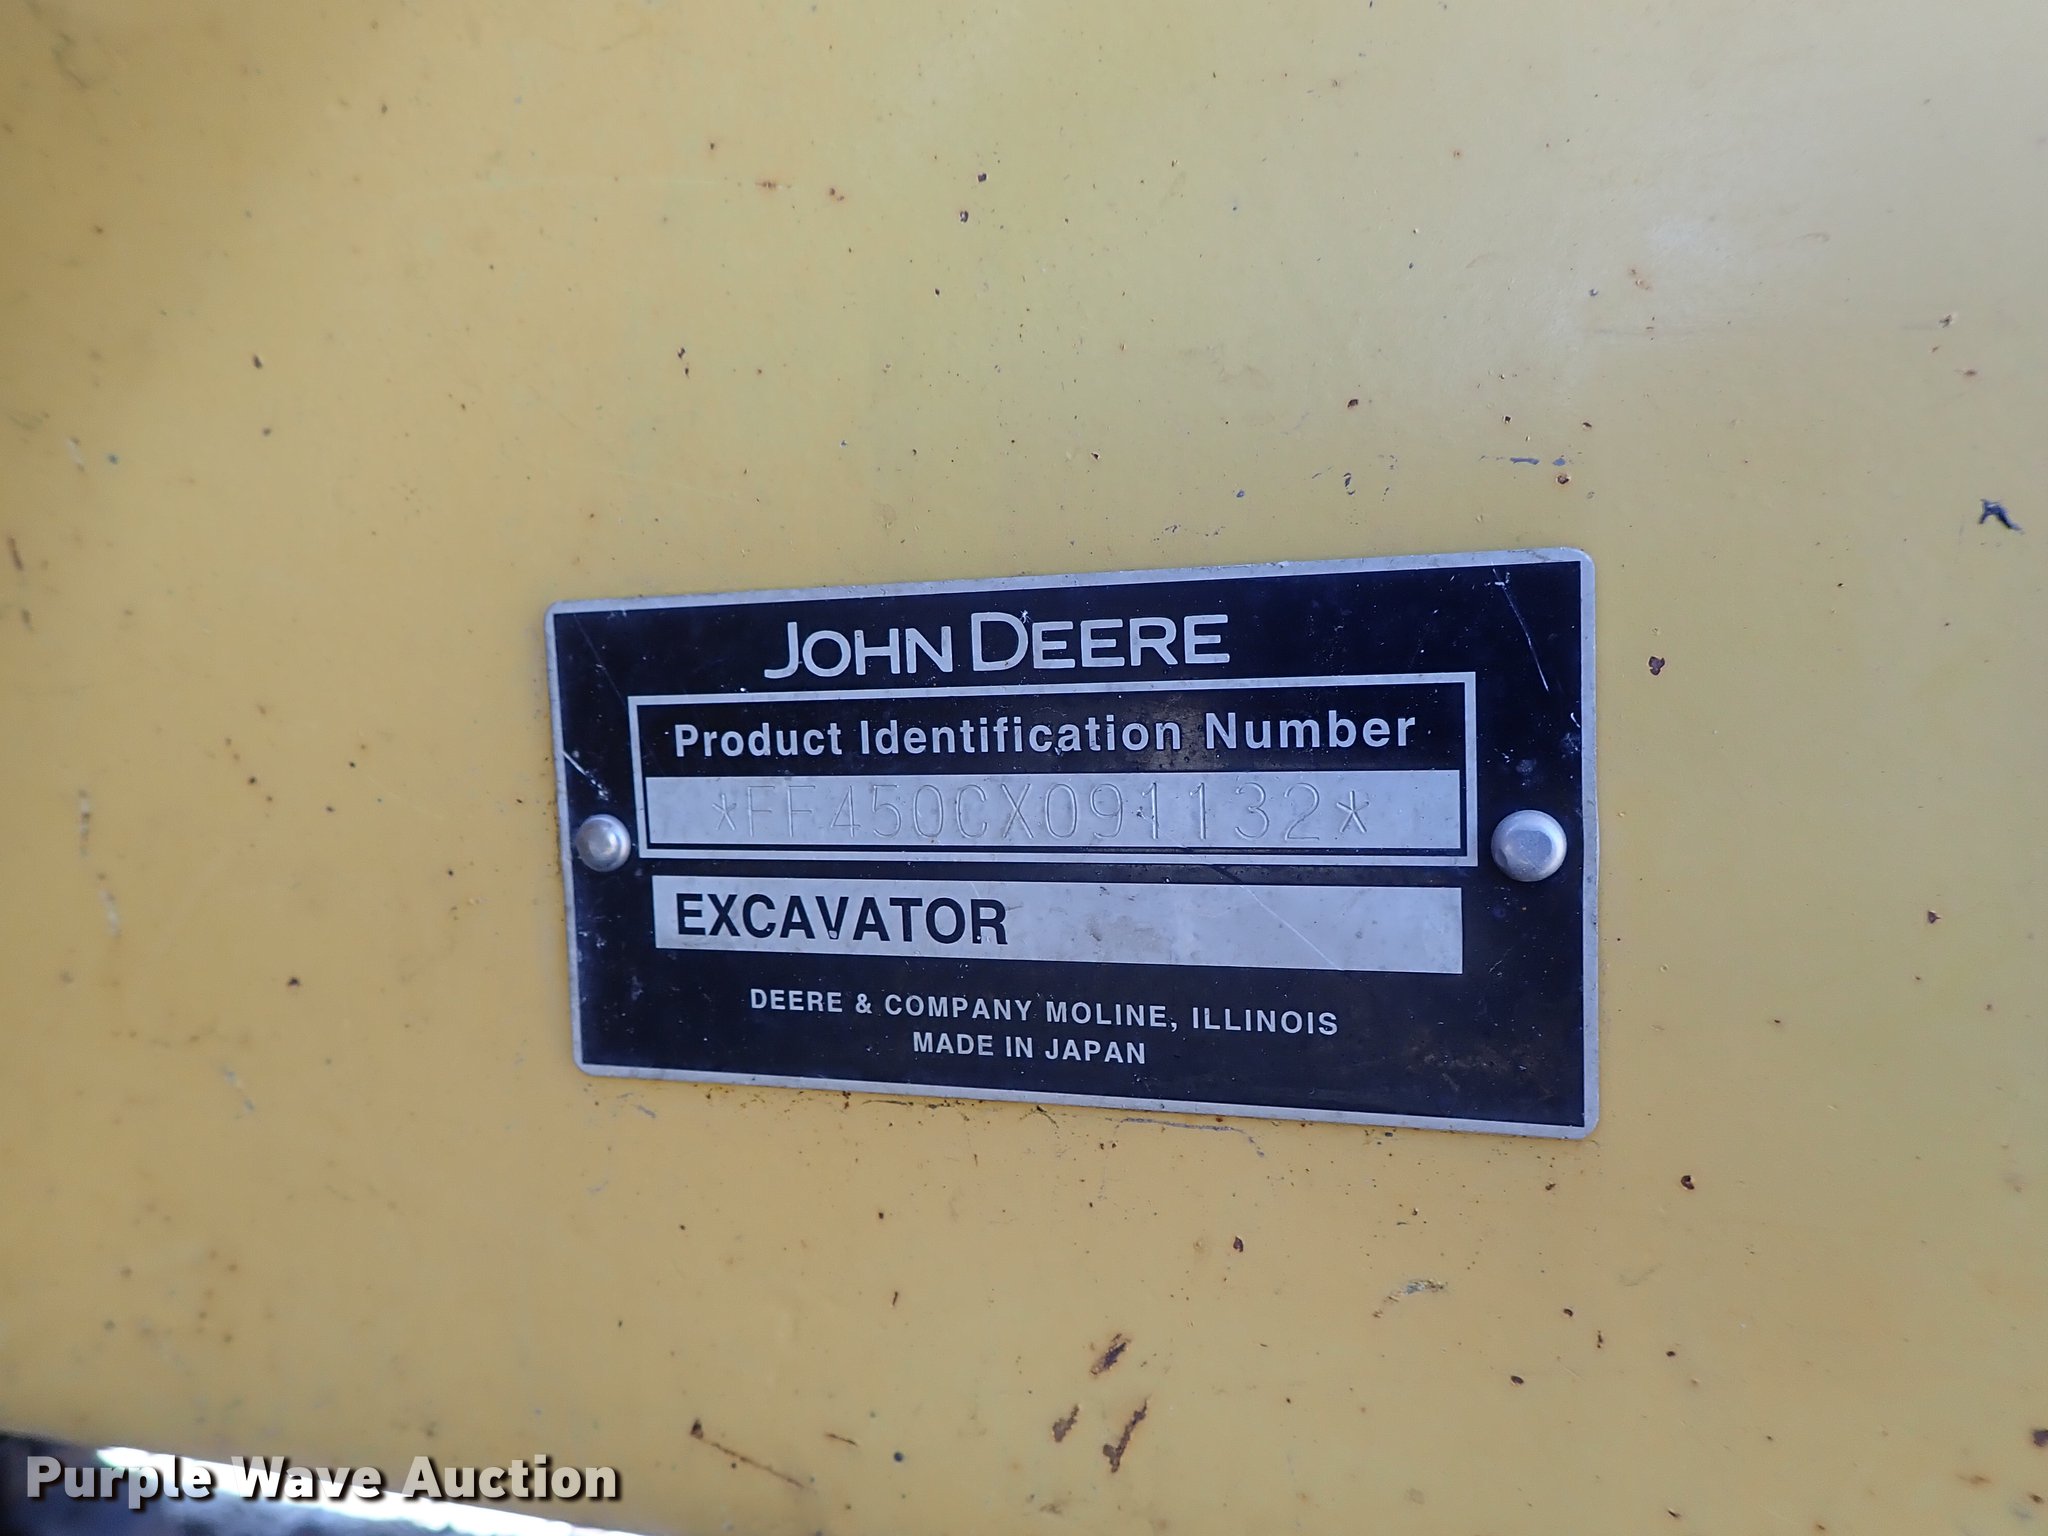 JOHN DEERE
Product Identification Number
*FF450CX091132*
EXCAVATOR
DEERE & COMPANY MOLINE, ILLINOIS
MADE IN JAPAN
Purple Wave Auction